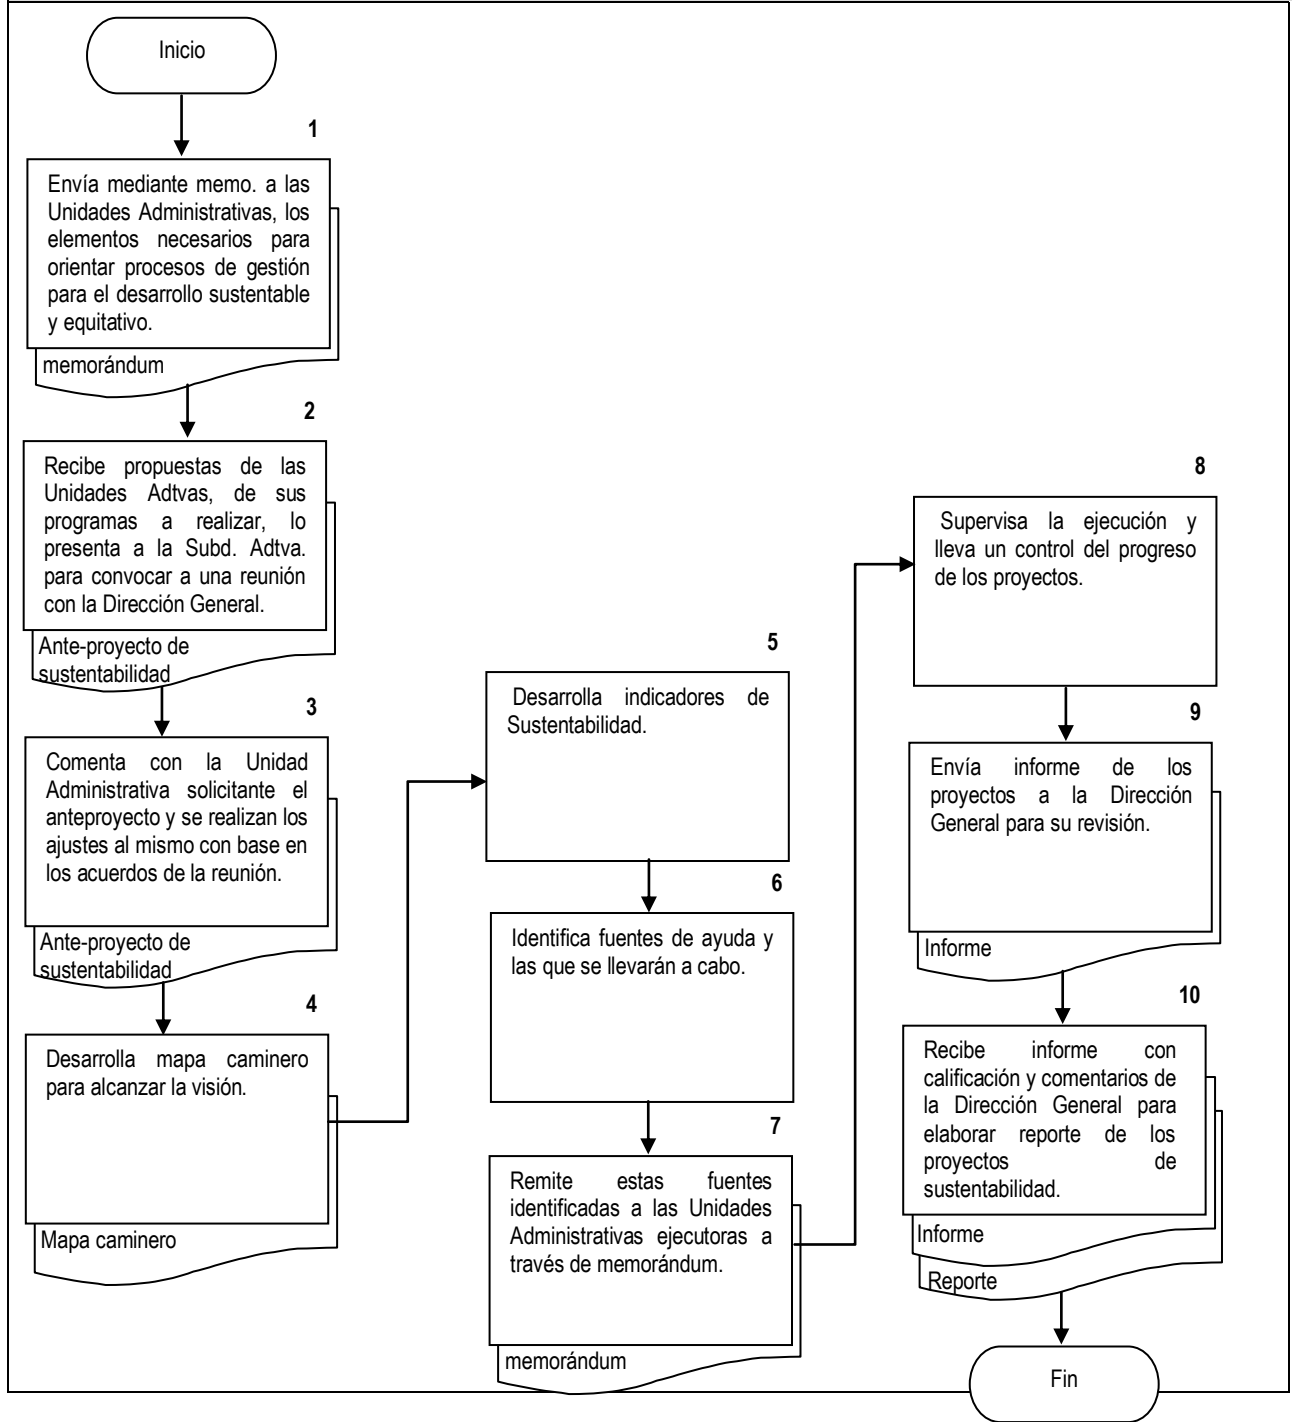 Inicio
1
Envía mediante memo. a las
Unidades Administrativas, los
elementos necesarios para
orientar procesos de gestión
para el desarrollo sustentable
y equitativo.
memorándum
2
Recibe propuestas de las
Unidades Adtvas, de sus
programas a realizar, lo
presenta a la Subd. Adtva.
para convocar a una reunión
con la Dirección General.
Ante-proyecto de
sustentabilidad
3
Comenta con la Unidad
Administrativa solicitante el
anteproyecto y se realizan los
ajustes al mismo con base en
los acuerdos de la reunión.
Ante-proyecto de
sustentabilidad
4
Desarrolla mapa caminero
para alcanzar la visión.
Mapa caminero
5
Desarrolla indicadores de
Sustentabilidad.
6
Identifica fuentes de ayuda y
las que se llevarán a cabo.
7
Remite estas fuentes
identificadas a las Unidades
Administrativas ejecutoras a
través de memorándum.
memorándum
8
Supervisa la ejecución y
lleva un control del progreso
de los proyectos.
9
Envía informe de los
proyectos a la Dirección
General para su revisión.
Informe
10
Recibe informe con
calificación y comentarios de
la Dirección General para
elaborar reporte de los
proyectos de
sustentabilidad.
Informe
Reporte
Fin